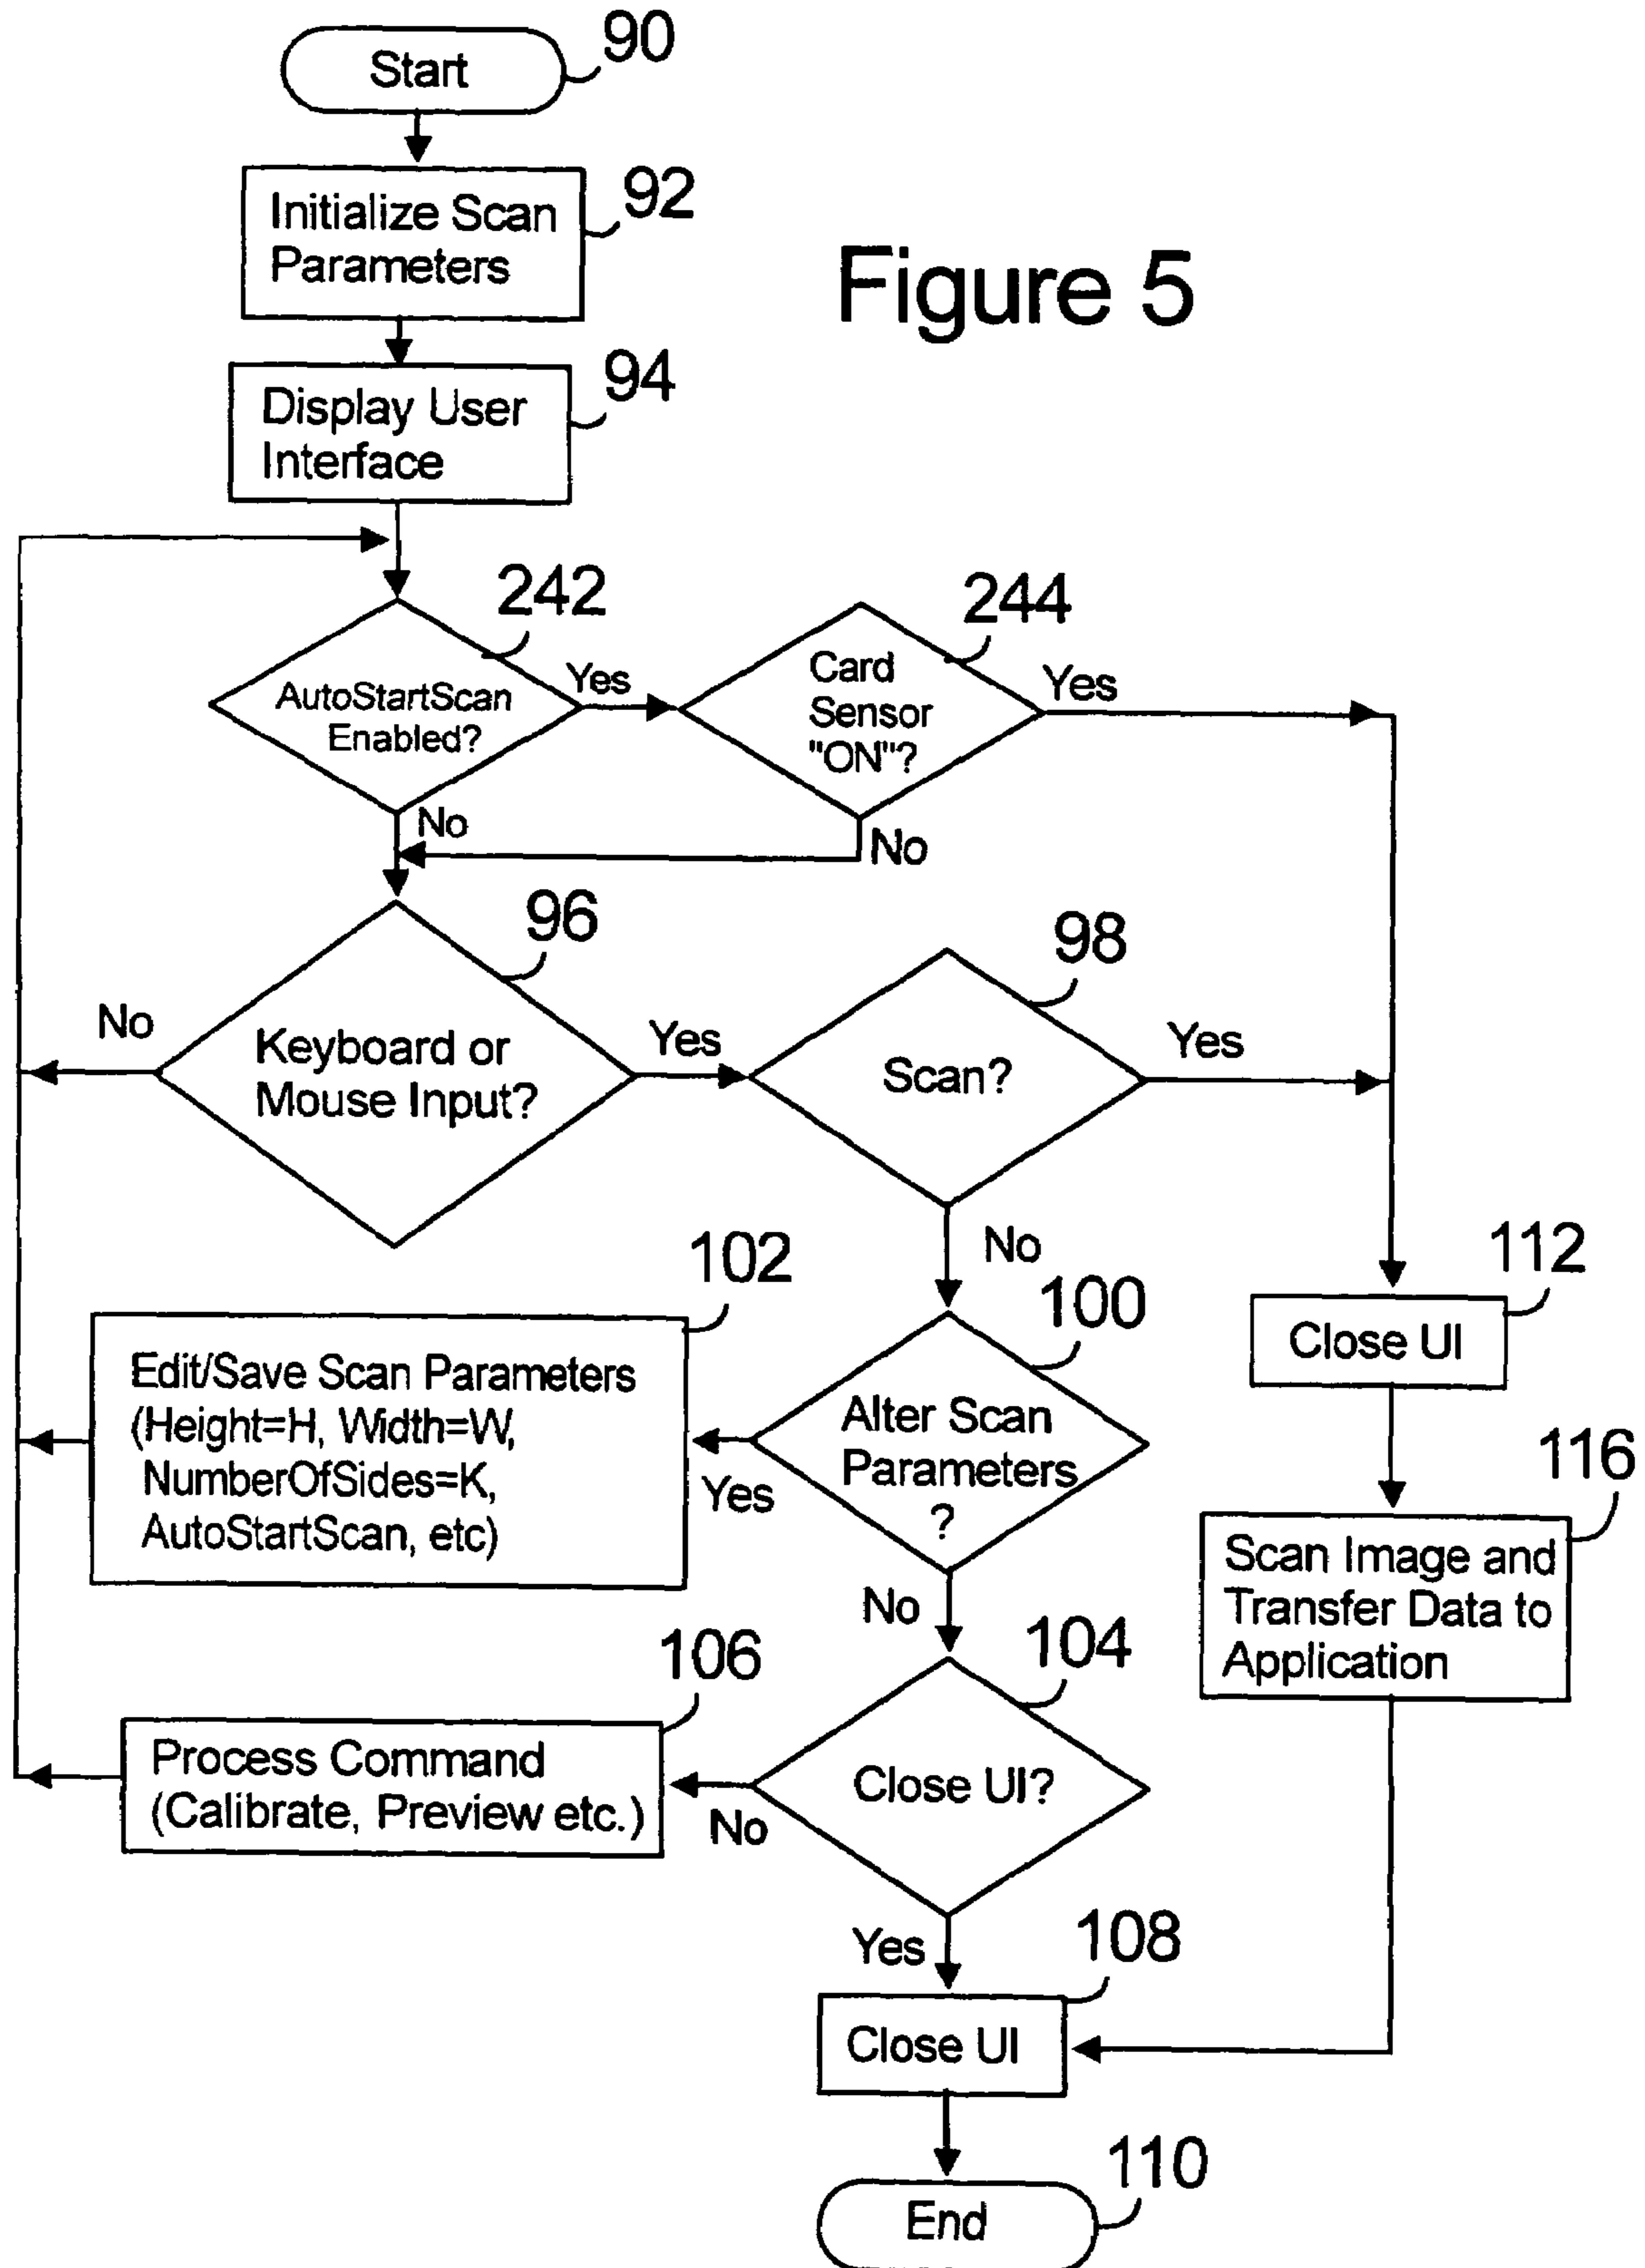 90
Start
92
Initialize Scan
Parameters
Figure 5
94
Display User
Interface
242
244
AutoStartScan
Enabled?
Yes
Card
Sensor
"ON"?
Yes
No
No
96
98
No
Keyboard or
Mouse Input?
Yes
Scan?
Yes
No
102
100
112
Close UI
Edit/Save Scan Parameters
(Height=H, Width=W,
NumberOfSides=K,
AutoStartScan, etc)
Yes
Alter Scan
Parameters
?
116
Scan Image and
Transfer Data to
Application
No
106
104
Process Command
(Calibrate, Preview etc.)
No
Close UI?
Yes
108
Close UI
110
End